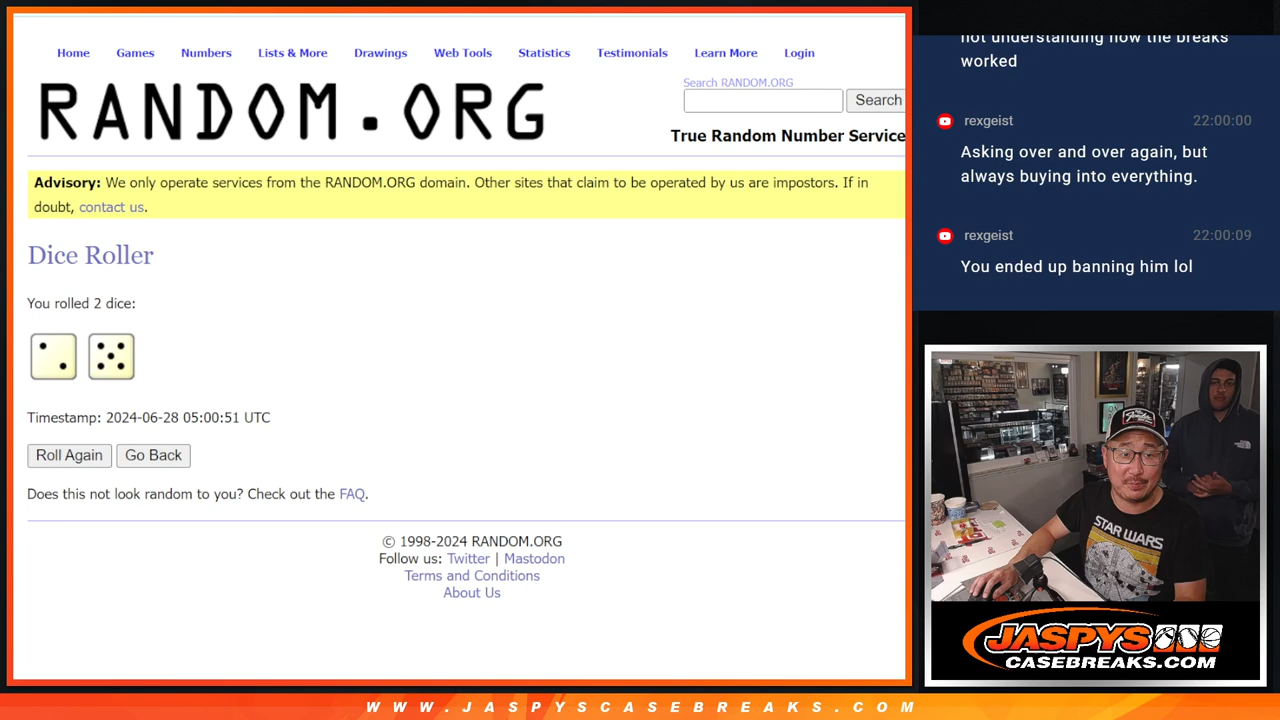 Home Games Numbers Lists & More Drawings Web Tools Statistics Testimonials Learn More Login
RANDOM.ORG
Search RANDOM.ORG
Search
True Random Number Service
Advisory: We only operate services from the RANDOM.ORG domain. Other sites that claim to be operated by us are impostors. If in
doubt, contact us.
Dice Roller
You rolled 2 dice:
Timestamp: 2024-06-28 05:00:51 UTC
Roll Again Go Back
Does this not look random to you? Check out the FAQ.
© 1998-2024 RANDOM.ORG
Follow us: Twitter | Mastodon
Terms and Conditions
About Us
not understanding how the breaks
worked
rexgeist 22:00:00
Asking over and over again, but
always buying into everything.
rexgeist 22:00:09
You ended up banning him lol
Fender
STAR WARS
JASPYS
CASEBREAKS.COM
WWW.JASPYSCASEBREAKS.COM